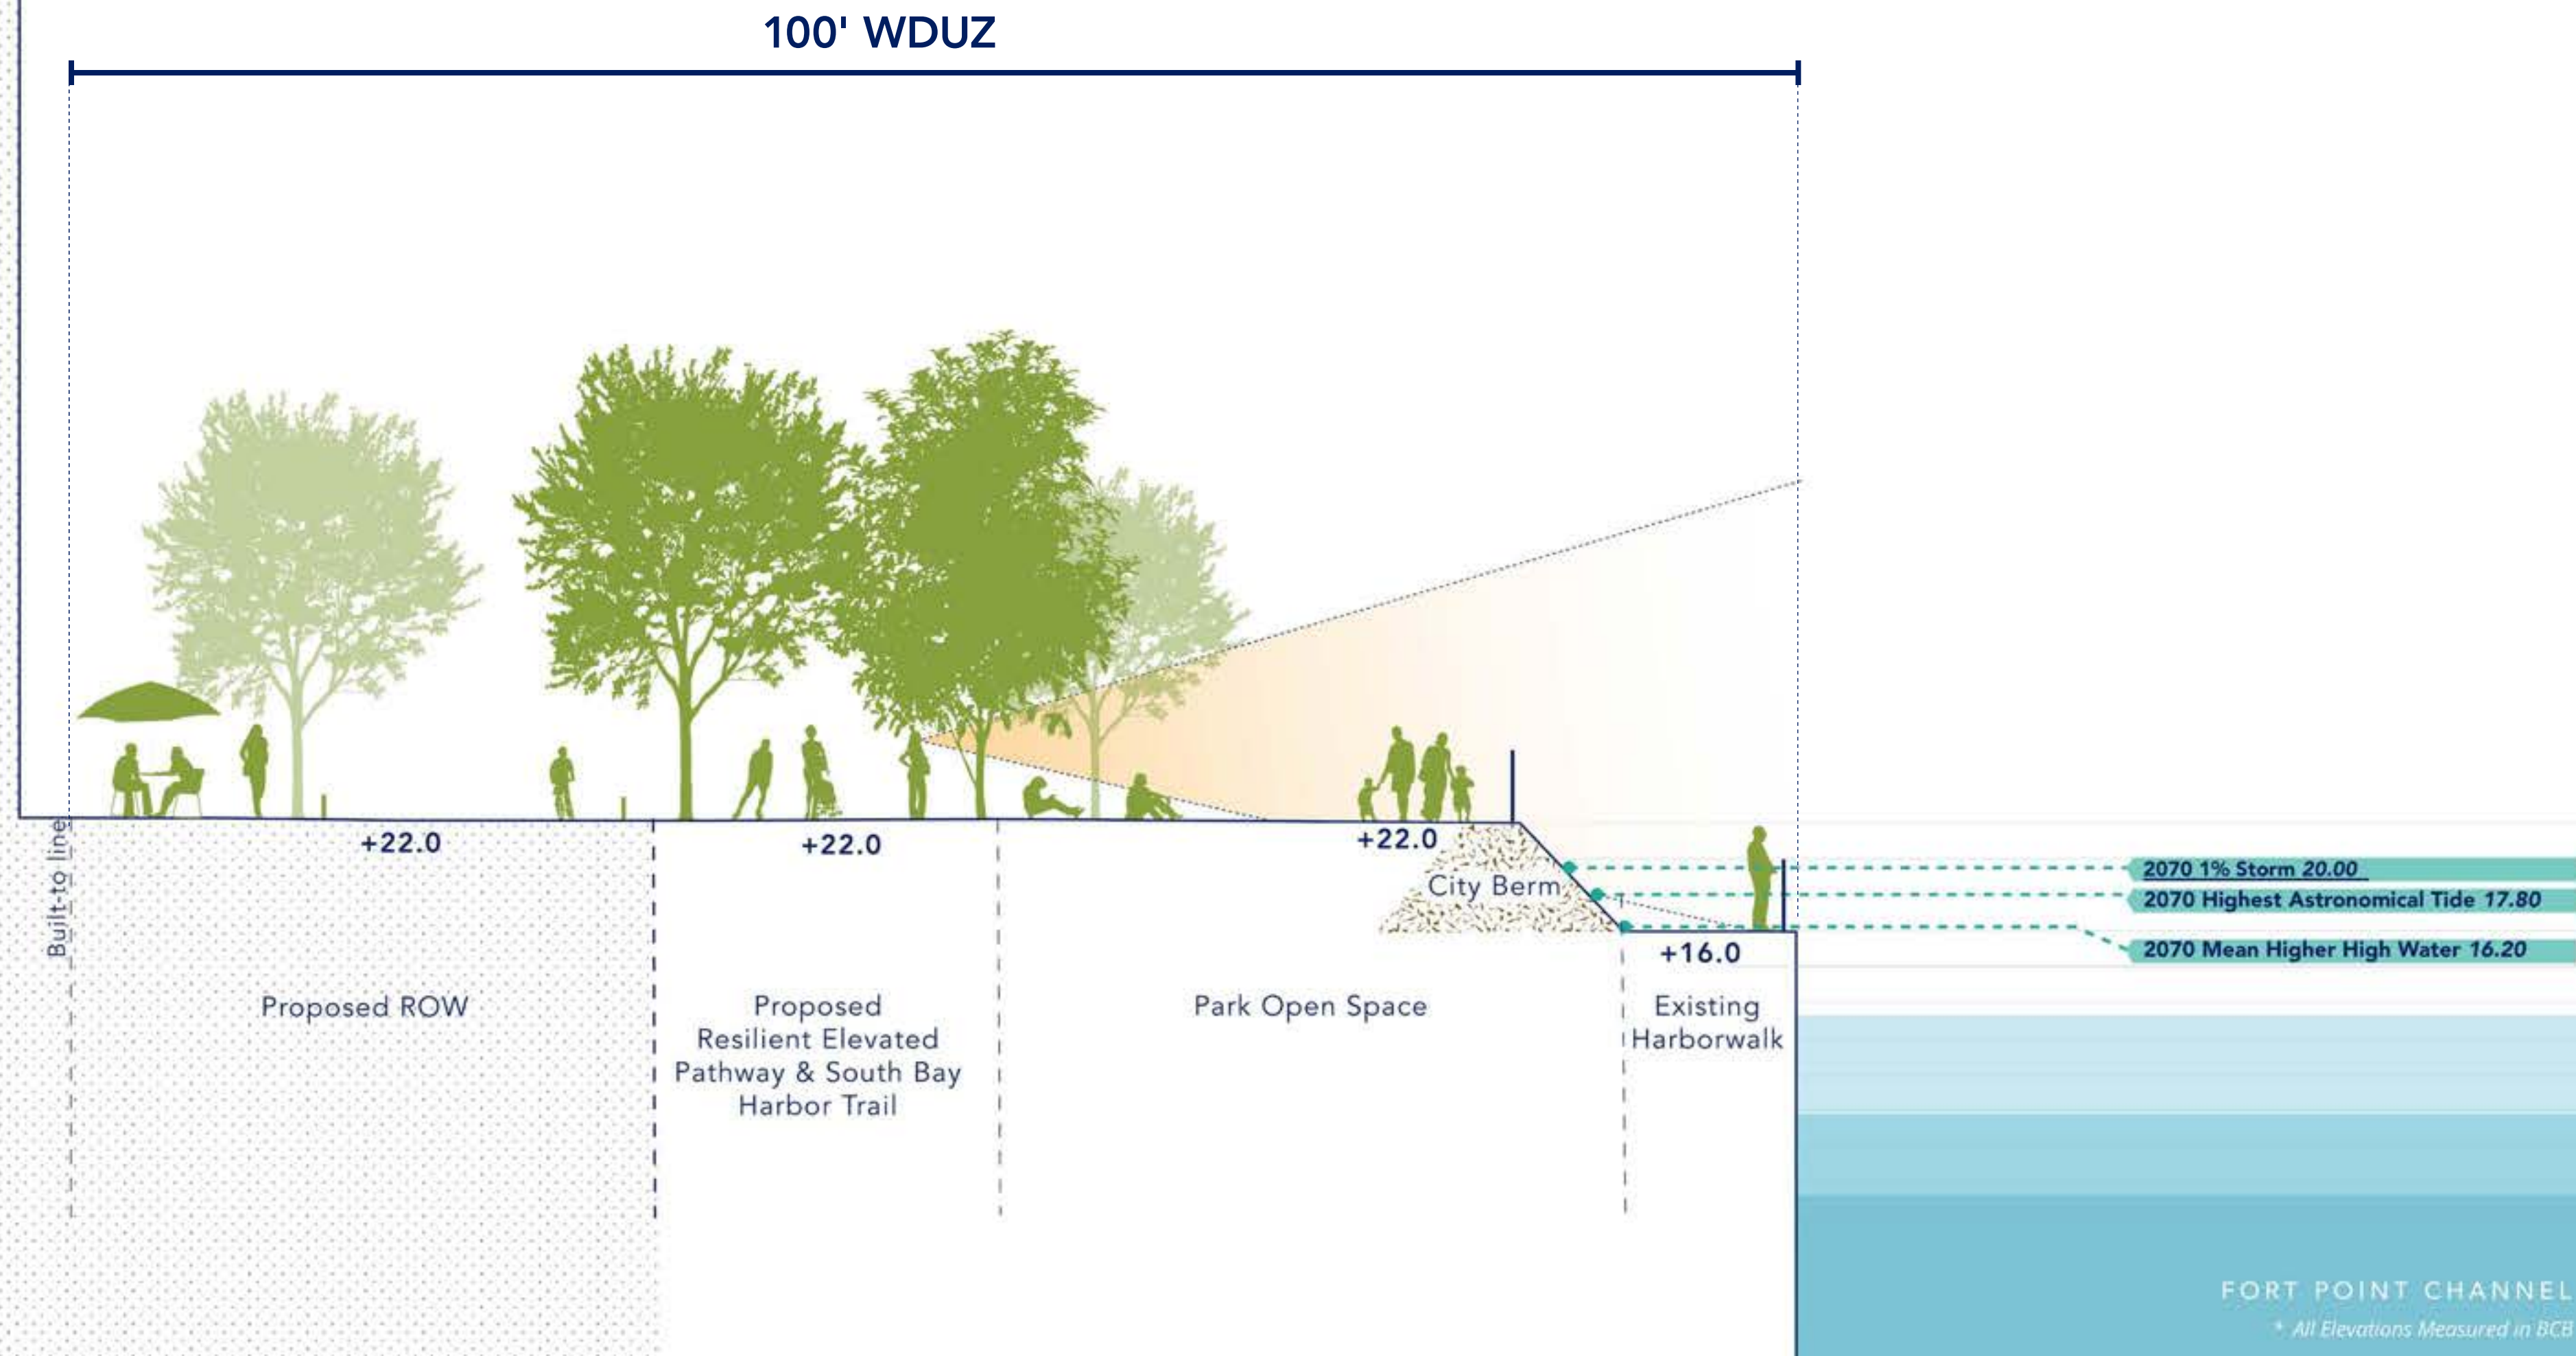 100' WDUZ
Built-to line
+22.0
+22.0
+22.0
City Berm
+16.0
2070 1% Storm 20.00
2070 Highest Astronomical Tide 17.80
2070 Mean Higher High Water 16.20
Proposed ROW
Proposed
Resilient Elevated
Pathway & South Bay
Harbor Trail
Park Open Space
Existing
Harborwalk
FORT POINT CHANNEL
* All Elevations Measured in BCB